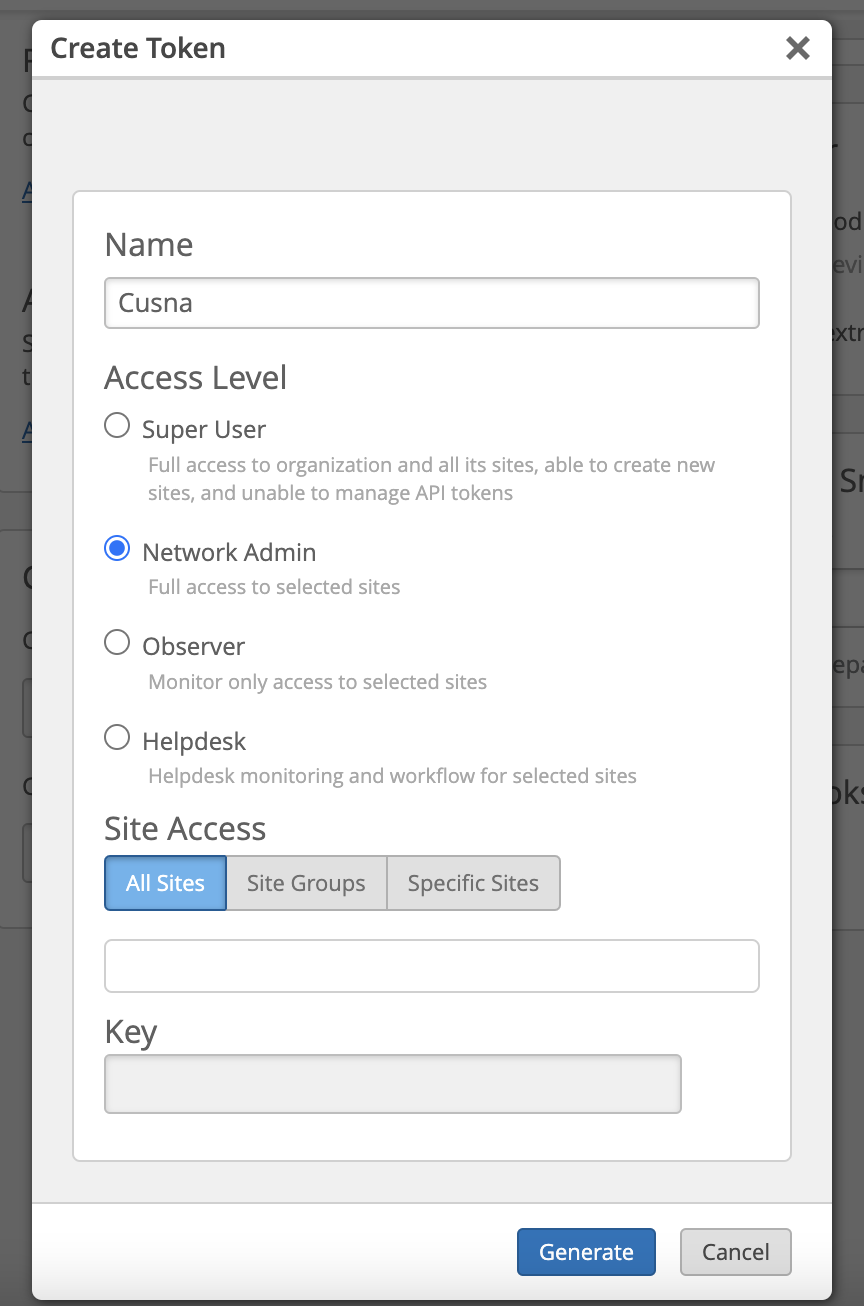 Create Token
Name
Cusna
Access Level
Super User
Full access to organization and all its sites, able to create new
sites, and unable to manage API tokens
Network Admin
Full access to selected sites
Observer
Monitor only access to selected sites
Helpdesk
Helpdesk monitoring and workflow for selected sites
Site Access
All Sites Site Groups Specific Sites
Key
Generate Cancel